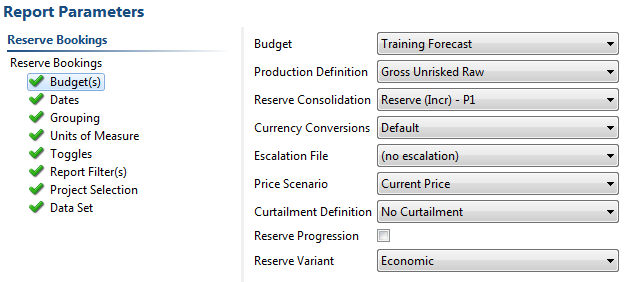 Report Parameters
Reserve Bookings
Reserve Bookings
Budget(s)
Dates
Grouping
Units of Measure
Toggles
Report Filter(s)
Project Selection
Data Set
Budget Training Forecast
Production Definition Gross Unrisked Raw
Reserve Consolidation Reserve (Incr) - P1
Currency Conversions Default
Escalation File (no escalation)
Price Scenario Current Price
Curtailment Definition No Curtailment
Reserve Progression
Reserve Variant Economic